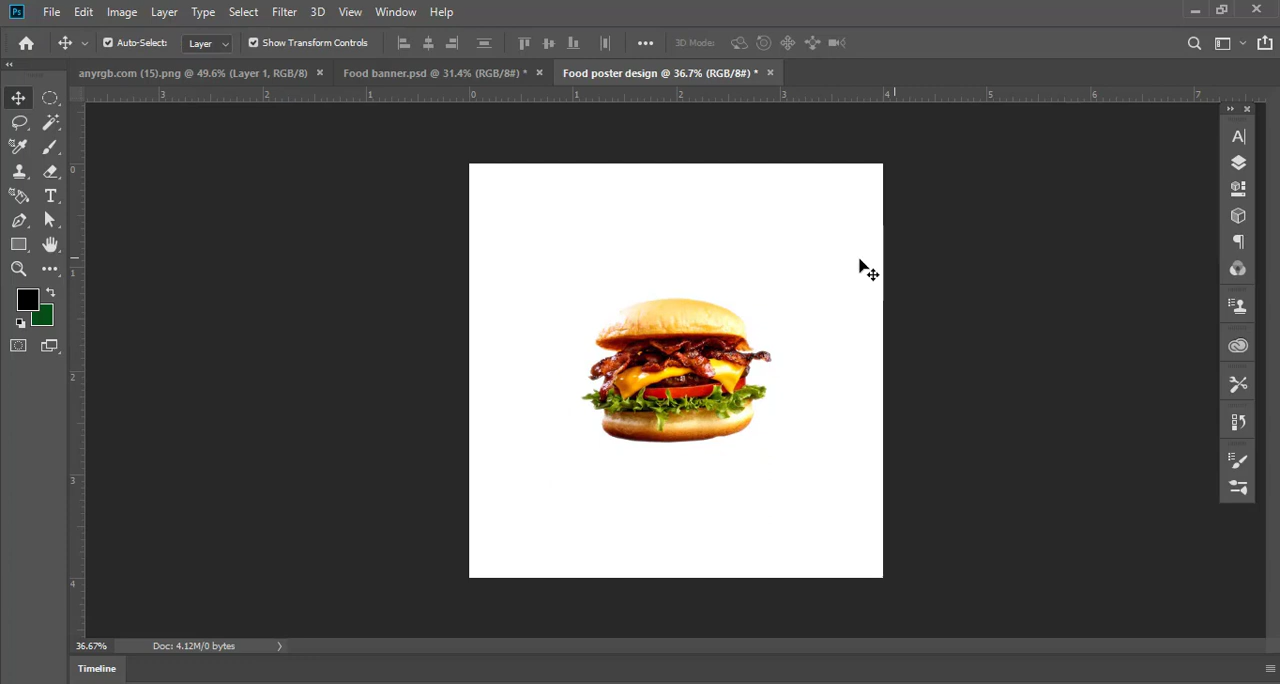 Ps File Edit Image Layer Type Select Filter 3D View Window Help
Auto-Select: Layer Show Transform Controls 3D Mode:
anyrgb.com (15).png @ 49.6% (Layer 1, RGB/8) × Food banner.psd @ 31.4% (RGB/8#) * × Food poster design @ 36.7% (RGB/8#) * ×
3 2 1 0 1 2 3 4 5 6 7
0
1
2
3
4
T
A
36.67% Doc: 4.12M/0 bytes
Timeline